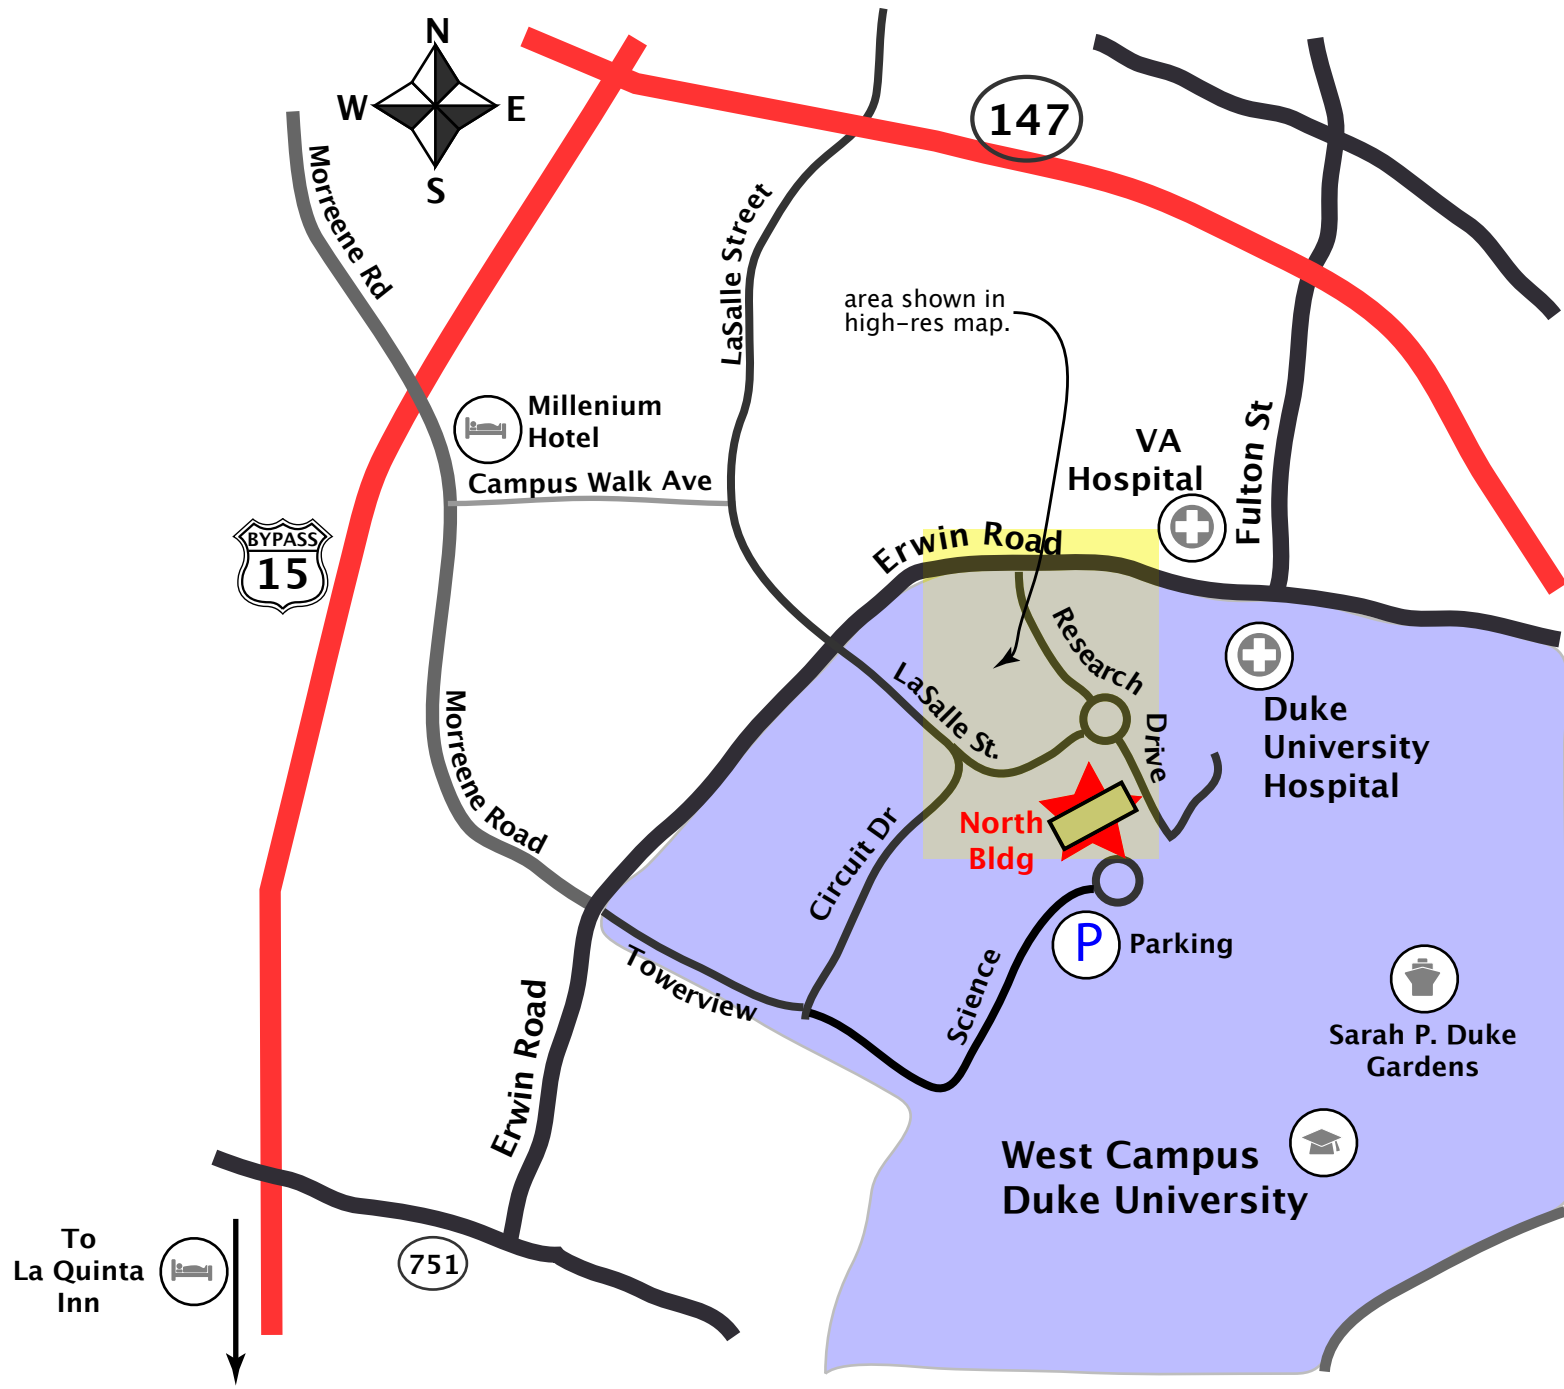 N
W
E
S
147
Morreene Rd
LaSalle Street
area shown in
high-res map.
Millenium
Hotel
Campus Walk Ave
VA
Hospital
Fulton St
BYPASS
15
Erwin Road
Research
Drive
LaSalle St.
Duke
University
Hospital
Morreene Road
North
Bldg
Circuit Dr
P
Parking
Towerview
Science
Erwin Road
Sarah P. Duke
Gardens
West Campus
Duke University
To
La Quinta
Inn
751